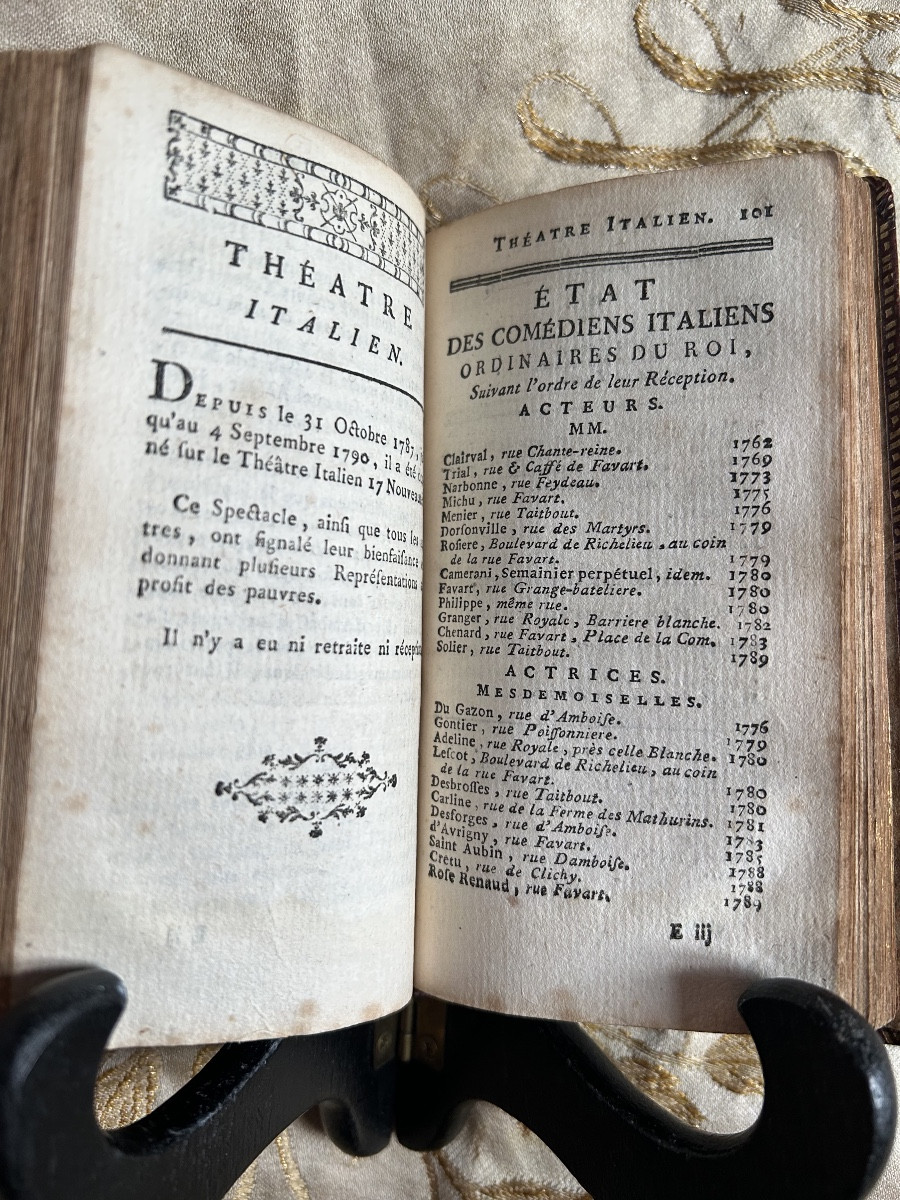 THÉATRE
ITALIEN.
DEPUIS le 31 Octobre 1787,
qu'au 4 Septembre 1790, il a été
né ſur le Théâtre Italien 17 Nouveau
Ce Spectacle, ainſi que tous les
tres, ont ſignalé leur bienfaiſance
donnant pluſieurs Repréſentations
profit des pauvres.
Il n'y a eu ni retraite ni réceptio
THÉATRE ITALIEN. 101
ÉTAT
DES COMÉDIENS ITALIENS
ORDINAIRES DU ROI,
Suivant l'ordre de leur Réception.
ACTEURS.
MM.
Clairval, rue Chante-reine. 1762
Trial, rue & Caffé de Favart. 1769
Narbonne, rue Feydeau. 1773
Michu, rue Favart. 1775
Menier, rue Taitbout. 1776
Dorſonville, rue des Martyrs. 1779
Roſiere, Boulevard de Richelieu, au coin
de la rue Favart. 1779
Camerani, Semainier perpétuel, idem. 1780
Favart, rue Grange-bateliere. 1780
Philippe, même rue. 1780
Granger, rue Royale, Barriere blanche. 1782
Chenard, rue Favart, Place de la Com. 1783
Solier, rue Taitbout. 1789
ACTRICES.
MESDEMOISELLES.
Du Gazon, rue d'Amboiſe. 1776
Gontier, rue Poiſſonniere. 1779
Adeline, rue Royale, près celle Blanche. 1780
Leſcot, Boulevard de Richelieu, au coin
de la rue Favart. 1780
Desbroſſes, rue Taitbout. 1780
Carline, rue de la Ferme des Mathurins. 1781
Desforges, rue d'Amboiſe.
d'Avrigny, rue Favart. 1785
Saint Aubin, rue Damboiſe. 1788
Cretu, rue de Clichy. 1788
Roſe Renaud, rue Favart. 1789
E iij